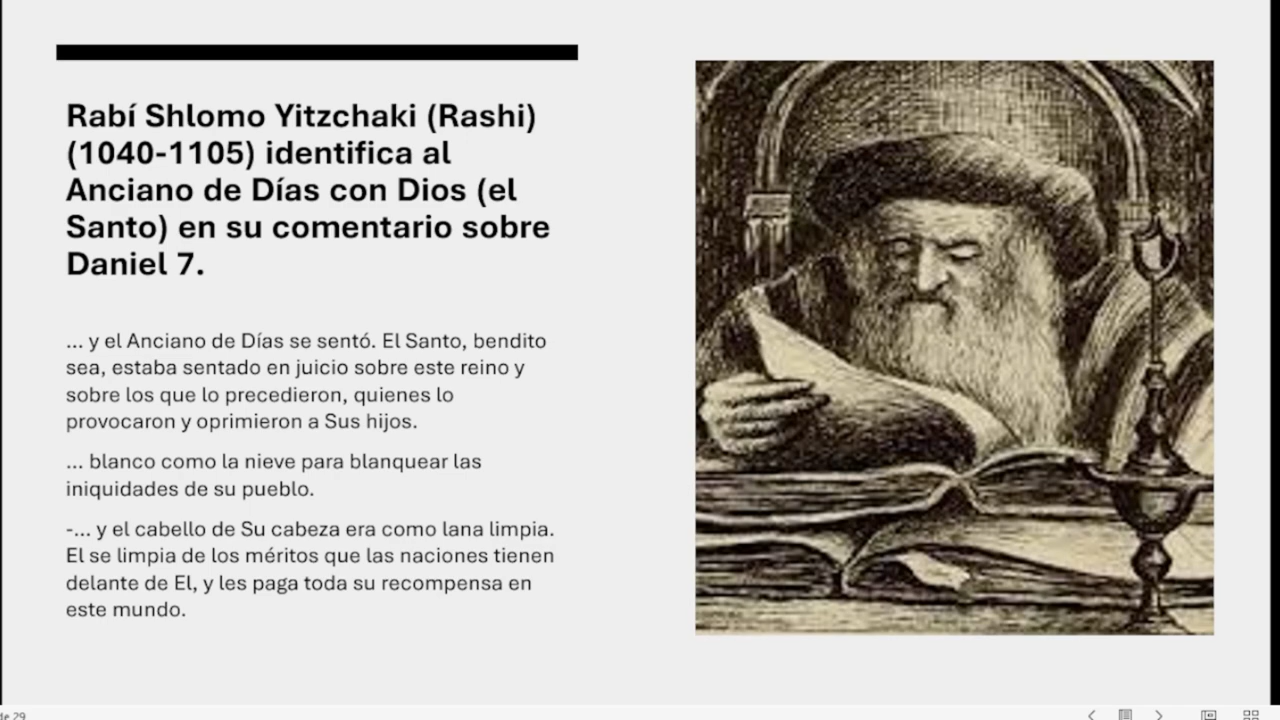 Rabí Shlomo Yitzchaki (Rashi)
(1040-1105) identifica al
Anciano de Días con Dios (el
Santo) en su comentario sobre
Daniel 7.
... y el Anciano de Días se sentó. El Santo, bendito
sea, estaba sentado en juicio sobre este reino y
sobre los que lo precedieron, quienes lo
provocaron y oprimieron a Sus hijos.
... blanco como la nieve para blanquear las
iniquidades de su pueblo.
-... y el cabello de Su cabeza era como lana limpia.
El se limpia de los méritos que las naciones tienen
delante de El, y les paga toda su recompensa en
este mundo.
de 29